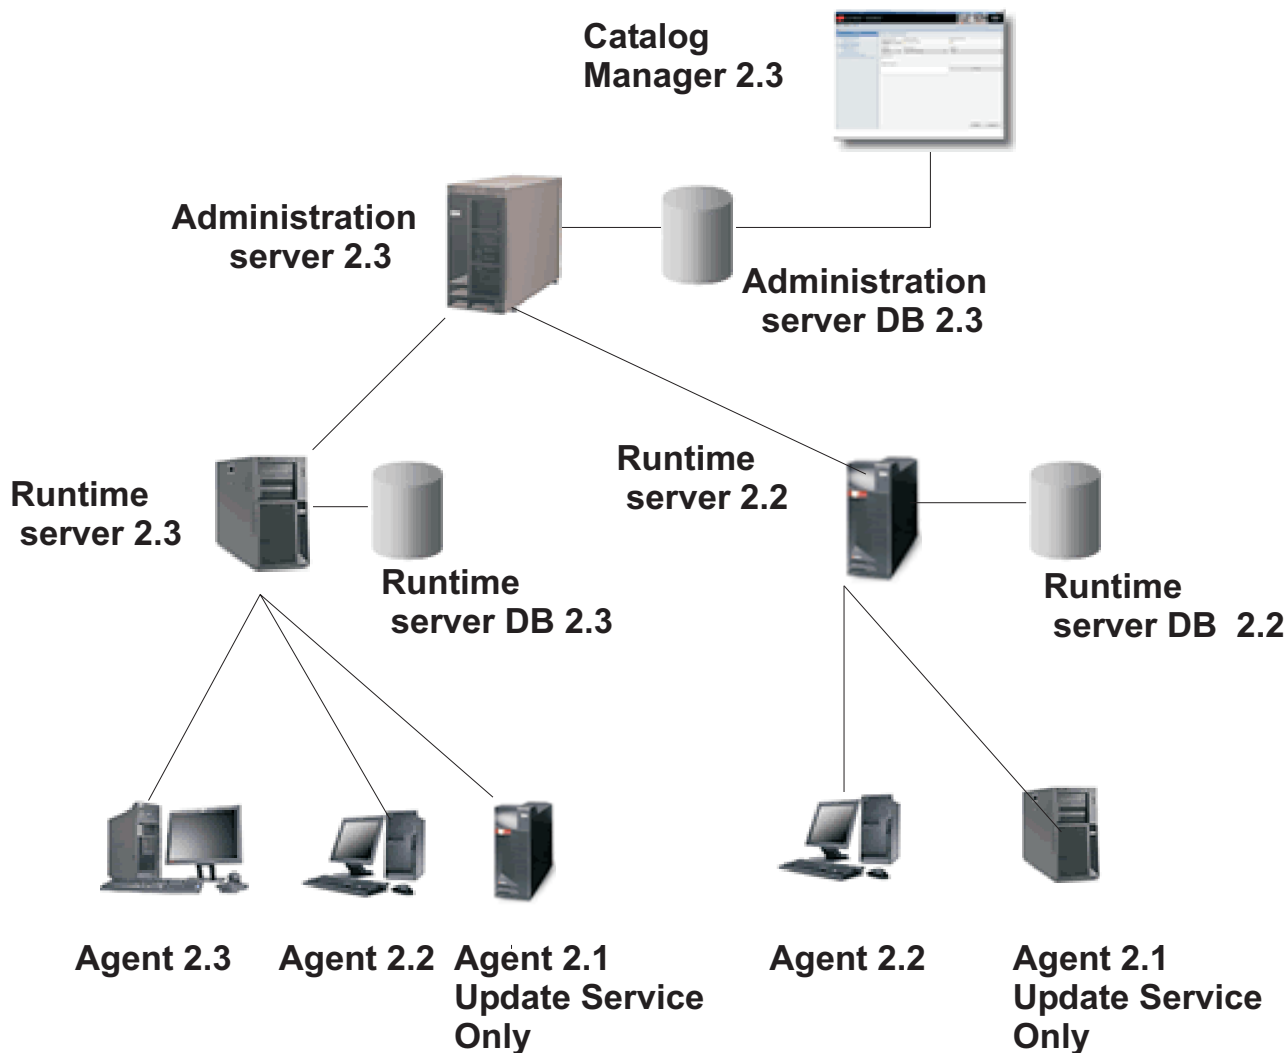 Catalog
Manager 2.3
Administration
server 2.3
Administration
server DB 2.3
Runtime
server 2.3
Runtime
server DB 2.3
Runtime
server 2.2
Runtime
server DB 2.2
Agent 2.3
Agent 2.2
Agent 2.1
Update Service
Only
Agent 2.2
Agent 2.1
Update Service
Only